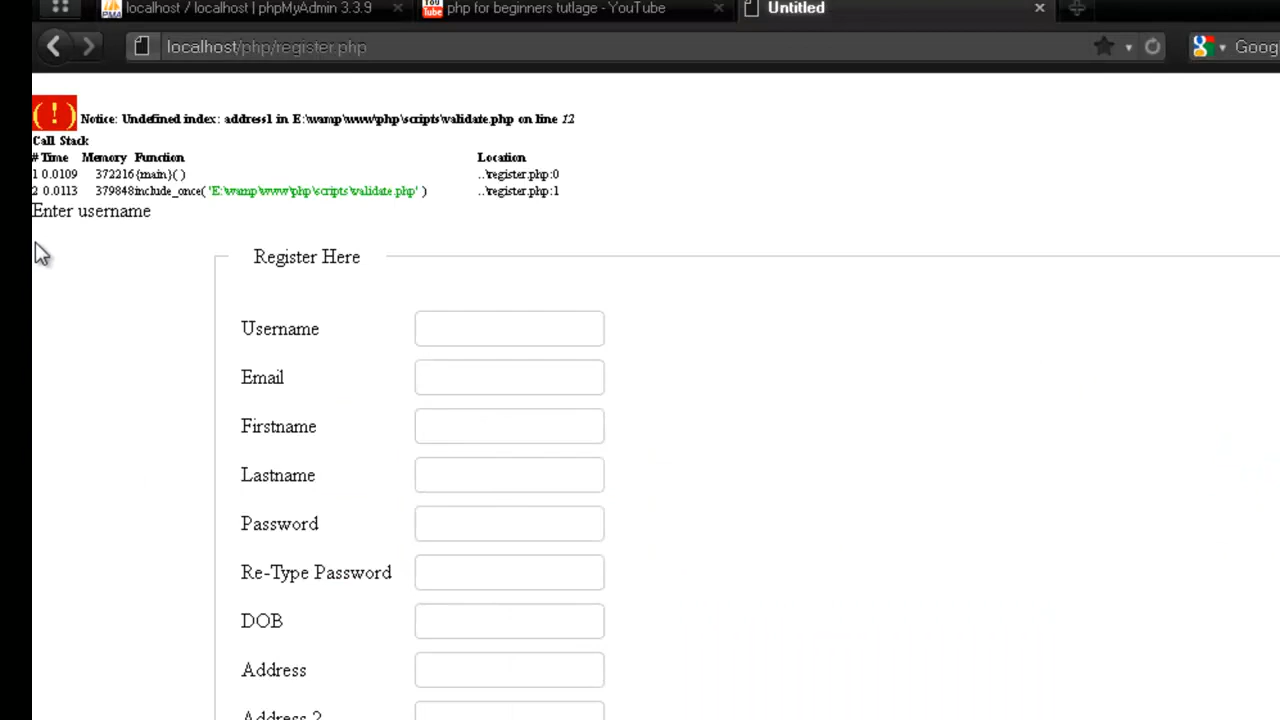 localhost / localhost | phpMyAdmin 3.3.9
php for beginners tutlage - YouTube
Untitled
localhost/php/register.php
Goog
(!) Notice: Undefined index: address1 in E:\wamp\www\php\scripts\validate.php on line 12
Call Stack
# Time Memory Function Location
1 0.0109 372216 {main}( ) ..\register.php:0
2 0.0113 379848 include_once( 'E:\wamp\www\php\scripts\validate.php' ) ..\register.php:1
Enter username
Register Here
Username
Email
Firstname
Lastname
Password
Re-Type Password
DOB
Address
Address 2